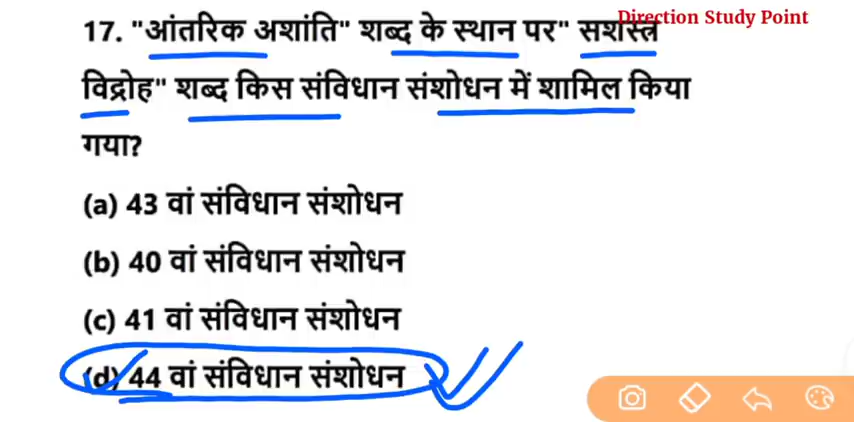 Direction Study Point
17. "आंतरिक अशांति" शब्द के स्थान पर" सशस्त्र
विद्रोह" शब्द किस संविधान संशोधन में शामिल किया
गया?
(a) 43 वां संविधान संशोधन
(b) 40 वां संविधान संशोधन
(c) 41 वां संविधान संशोधन
(d) 44 वां संविधान संशोधन